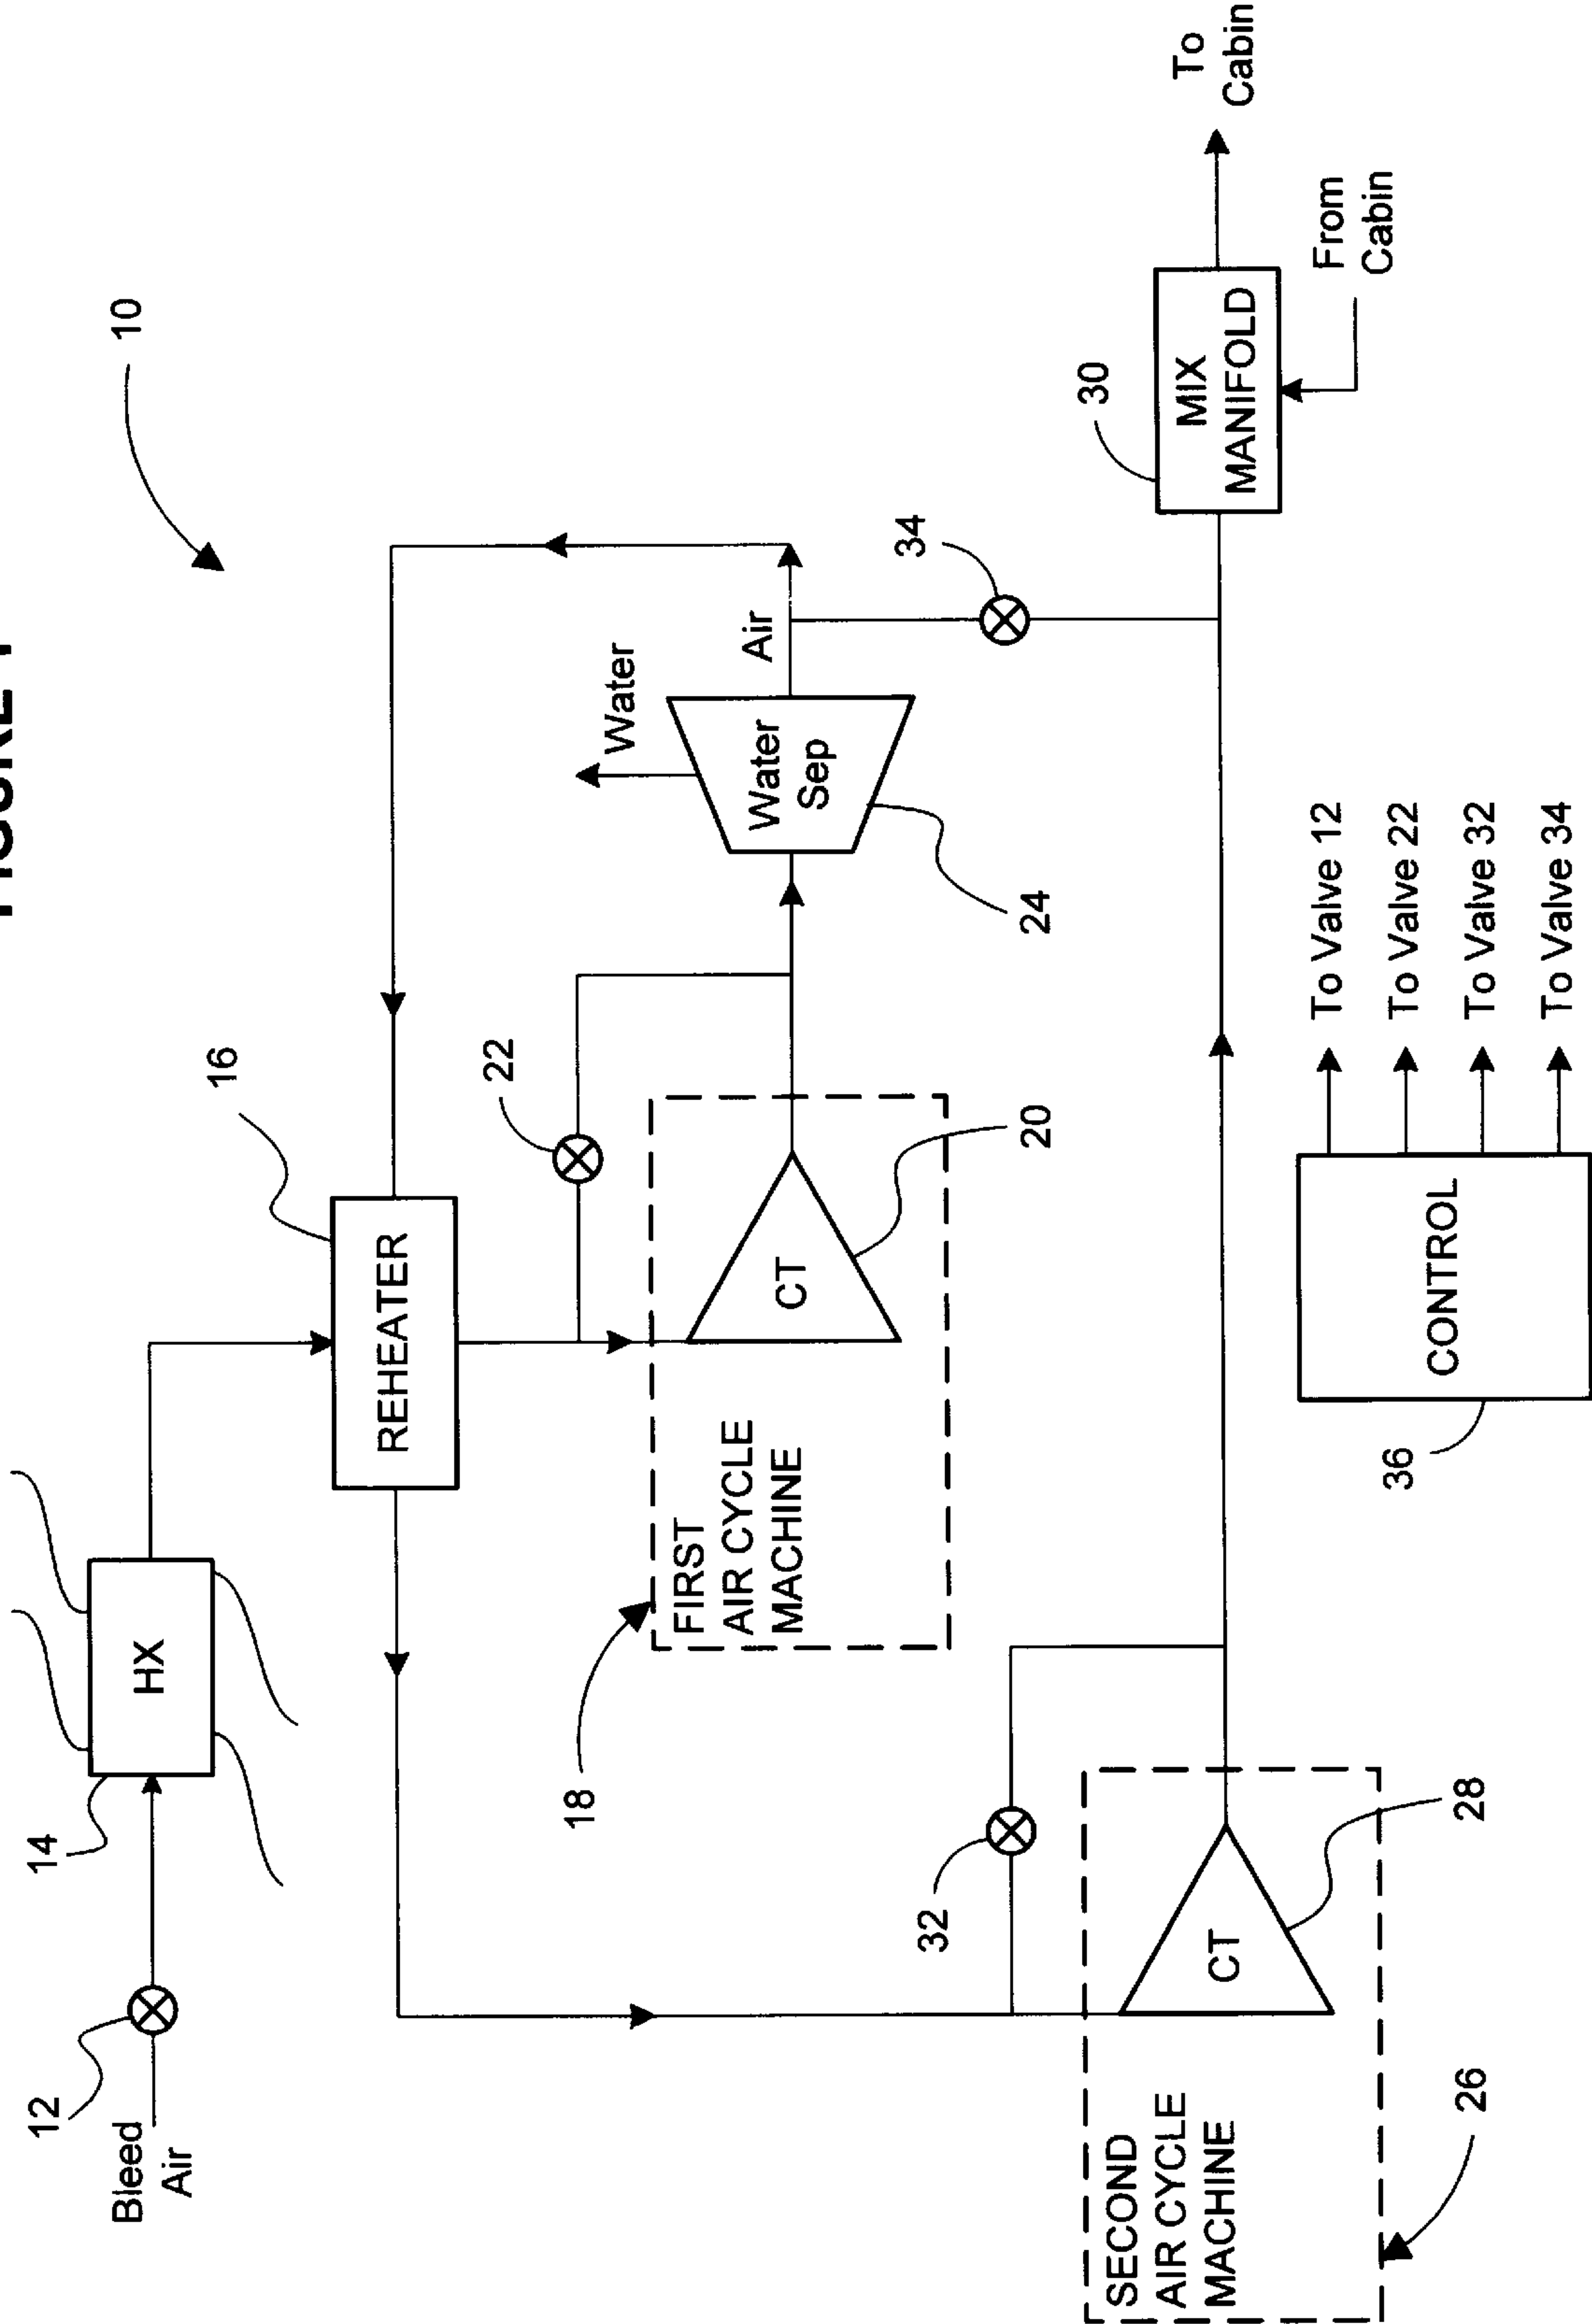 FIGURE 1
12
Bleed
Air
14
HX
10
16
REHEATER
22
Water
Air
Water
Sep
24
34
18
FIRST
AIR CYCLE
MACHINE
CT
20
32
SECOND
AIR CYCLE
MACHINE
CT
28
26
30
MIX
MANIFOLD
To
Cabin
From
Cabin
36
CONTROL
To Valve 12
To Valve 22
To Valve 32
To Valve 34